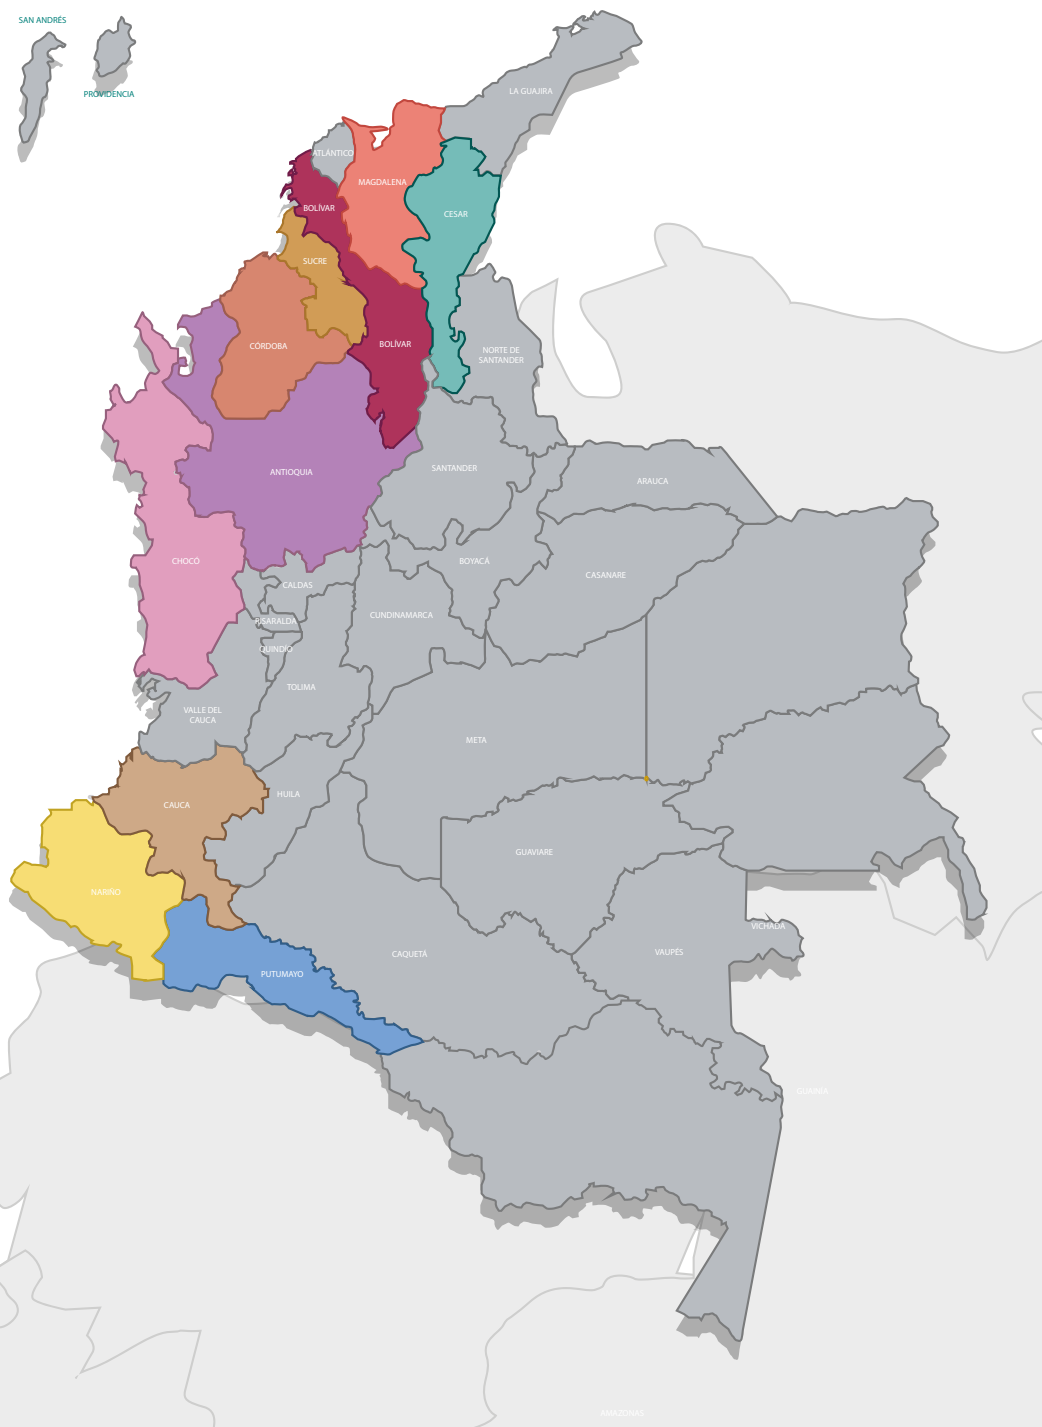 SAN ANDRÉS
PROVIDENCIA
LA GUAJIRA
ATLÁNTICO
MAGDALENA
BOLÍVAR
CESAR
SUCRE
CÓRDOBA
BOLÍVAR
NORTE DE
SANTANDER
ANTIOQUIA
SANTANDER
ARAUCA
CHOCÓ
BOYACÁ
CASANARE
CALDAS
CUNDINAMARCA
RISARALDA
QUINDÍO
TOLIMA
VALLE DEL
CAUCA
META
HUILA
CAUCA
GUAVIARE
NARIÑO
VICHADA
CAQUETÁ
VAUPÉS
PUTUMAYO
GUAINÍA
AMAZONAS